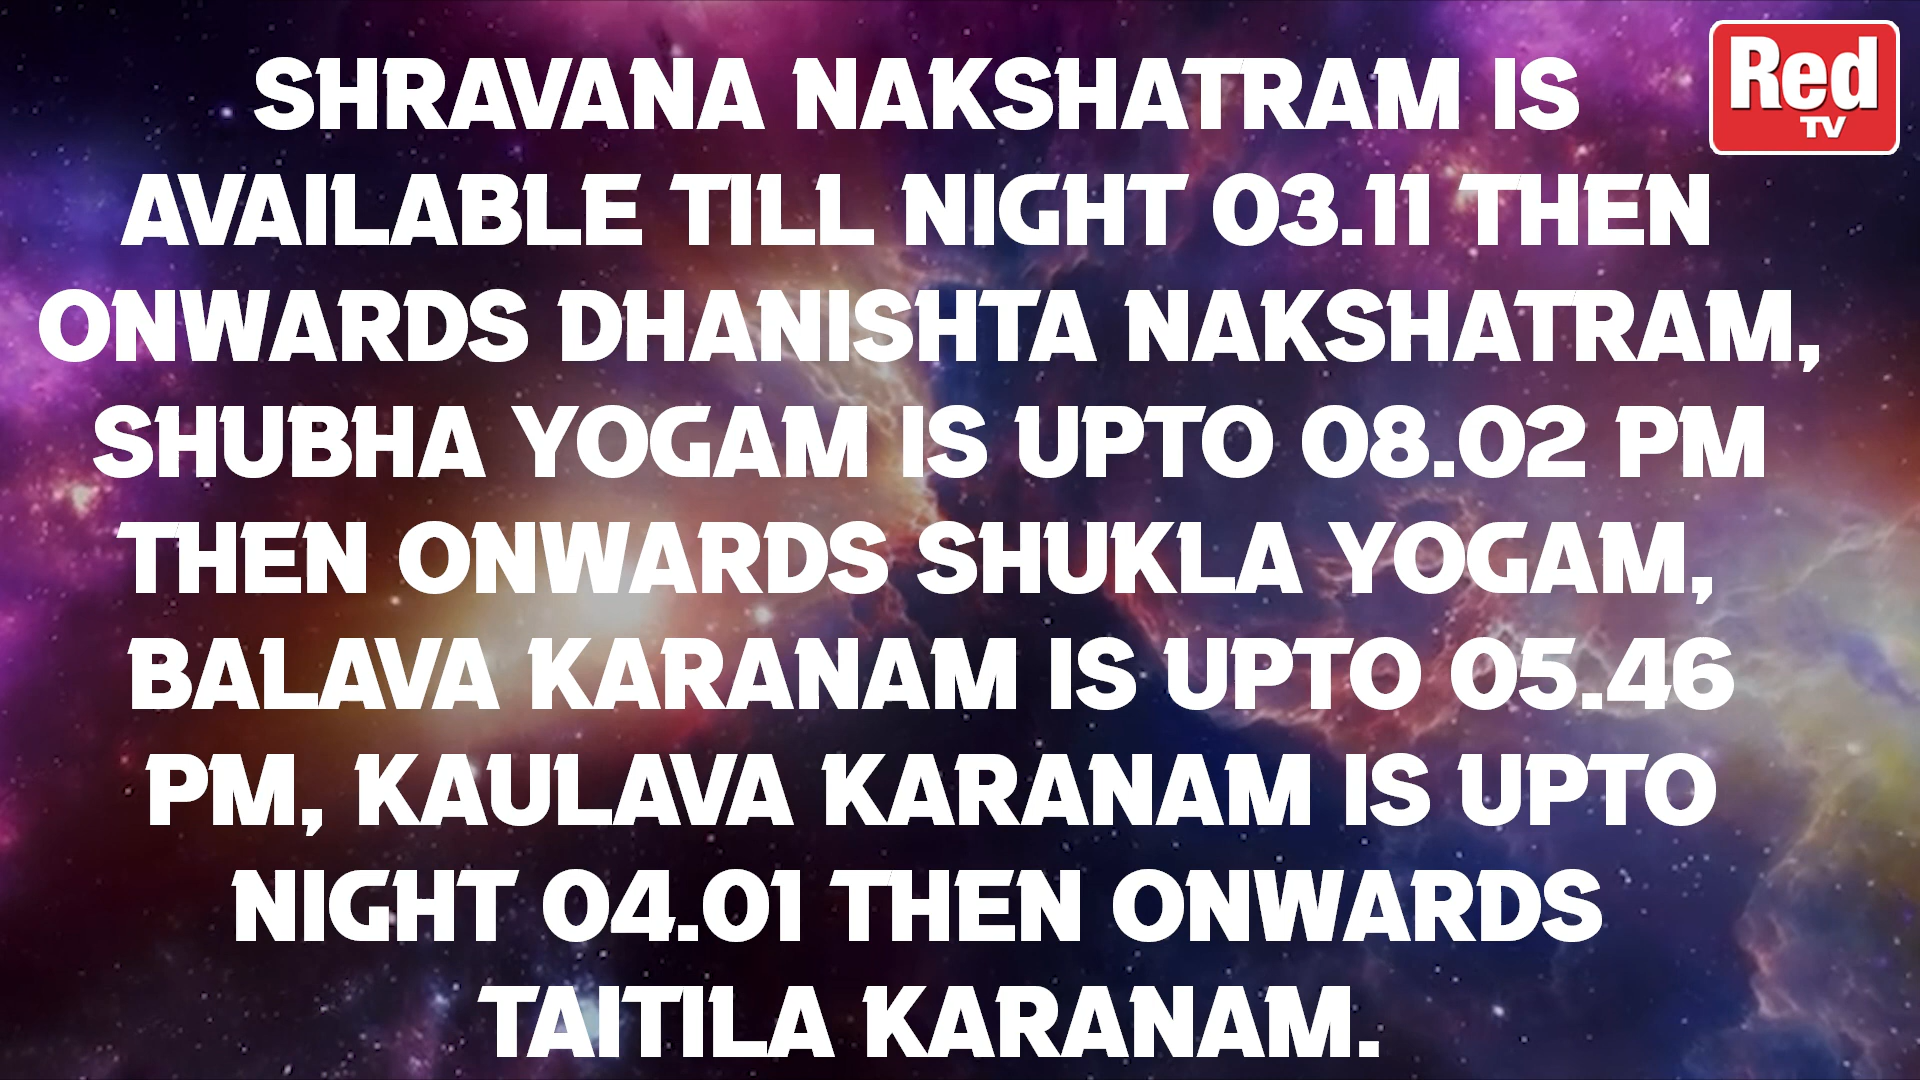 Red
TV
SHRAVANA NAKSHATRAM IS
AVAILABLE TILL NIGHT 03.11 THEN
ONWARDS DHANISHTA NAKSHATRAM,
SHUBHA YOGAM IS UPTO 08.02 PM
THEN ONWARDS SHUKLA YOGAM,
BALAVA KARANAM IS UPTO 05.46
PM, KAULAVA KARANAM IS UPTO
NIGHT 04.01 THEN ONWARDS
TAITILA KARANAM.